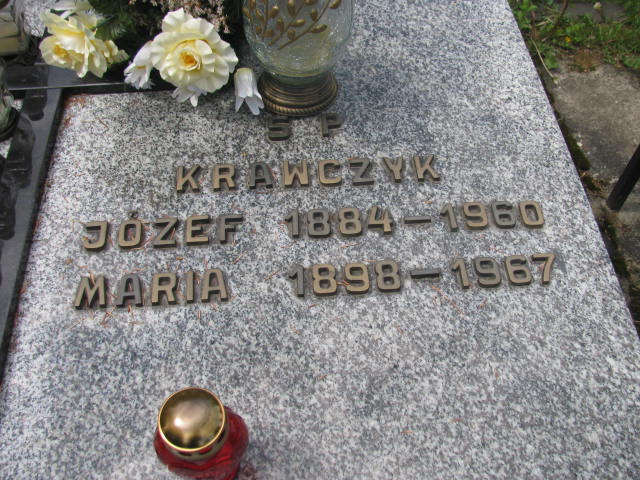 Ś P
KRAWCZYK
JÓZEF 1884-1960
MARIA 1898-1967